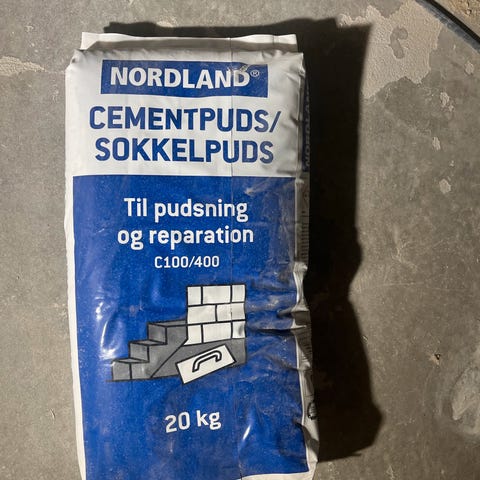 NORDLAND®
CEMENTPUDS/
SOKKELPUDS
Til pudsning
og reparation
C100/400
20 kg